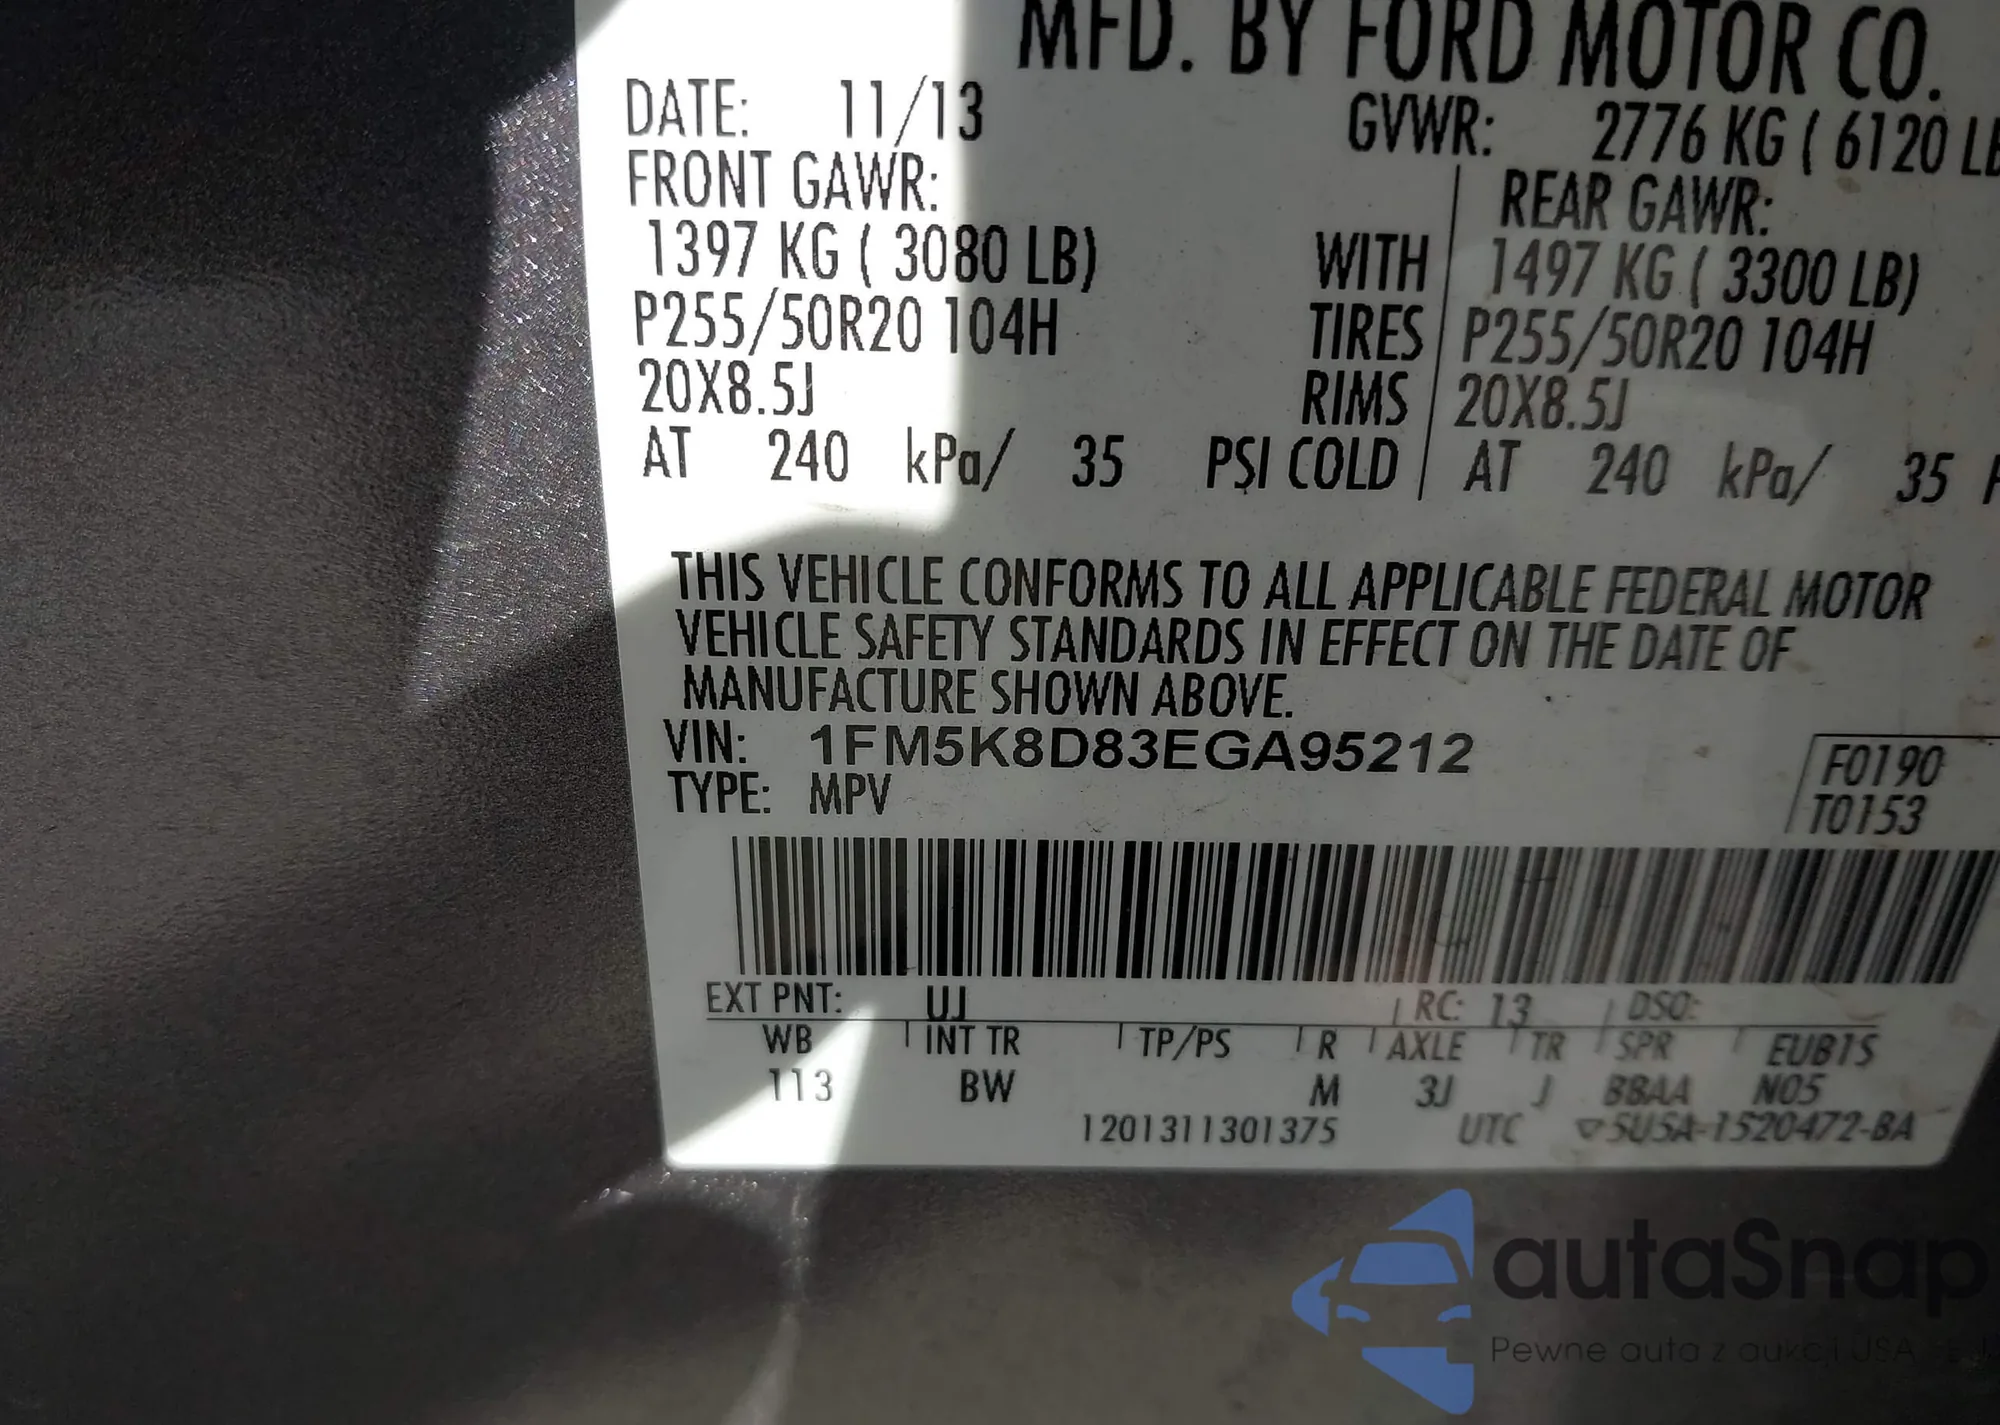 MFD. BY FORD MOTOR CO.
DATE: 11/13 GVWR: 2776 KG ( 6120 LB
FRONT GAWR: REAR GAWR:
1397 KG ( 3080 LB) WITH 1497 KG ( 3300 LB)
P255/50R20 104H TIRES P255/50R20 104H
20X8.5J RIMS 20X8.5J
AT 240 kPa/ 35 PSI COLD AT 240 kPa/ 35
THIS VEHICLE CONFORMS TO ALL APPLICABLE FEDERAL MOTOR
VEHICLE SAFETY STANDARDS IN EFFECT ON THE DATE OF
MANUFACTURE SHOWN ABOVE.
VIN: 1FM5K8D83EGA95212
F0190
TYPE: MPV
T0153
EXT PNT: UJ RC: 13 DSO:
WB INT TR TP/PS R AXLE TR SPR EUB1S
113 BW M 3J J BBAA N05
1201311301375 UTC ▽5U5A-1520472-BA
autaSnap
Pewne auta z aukcji USA